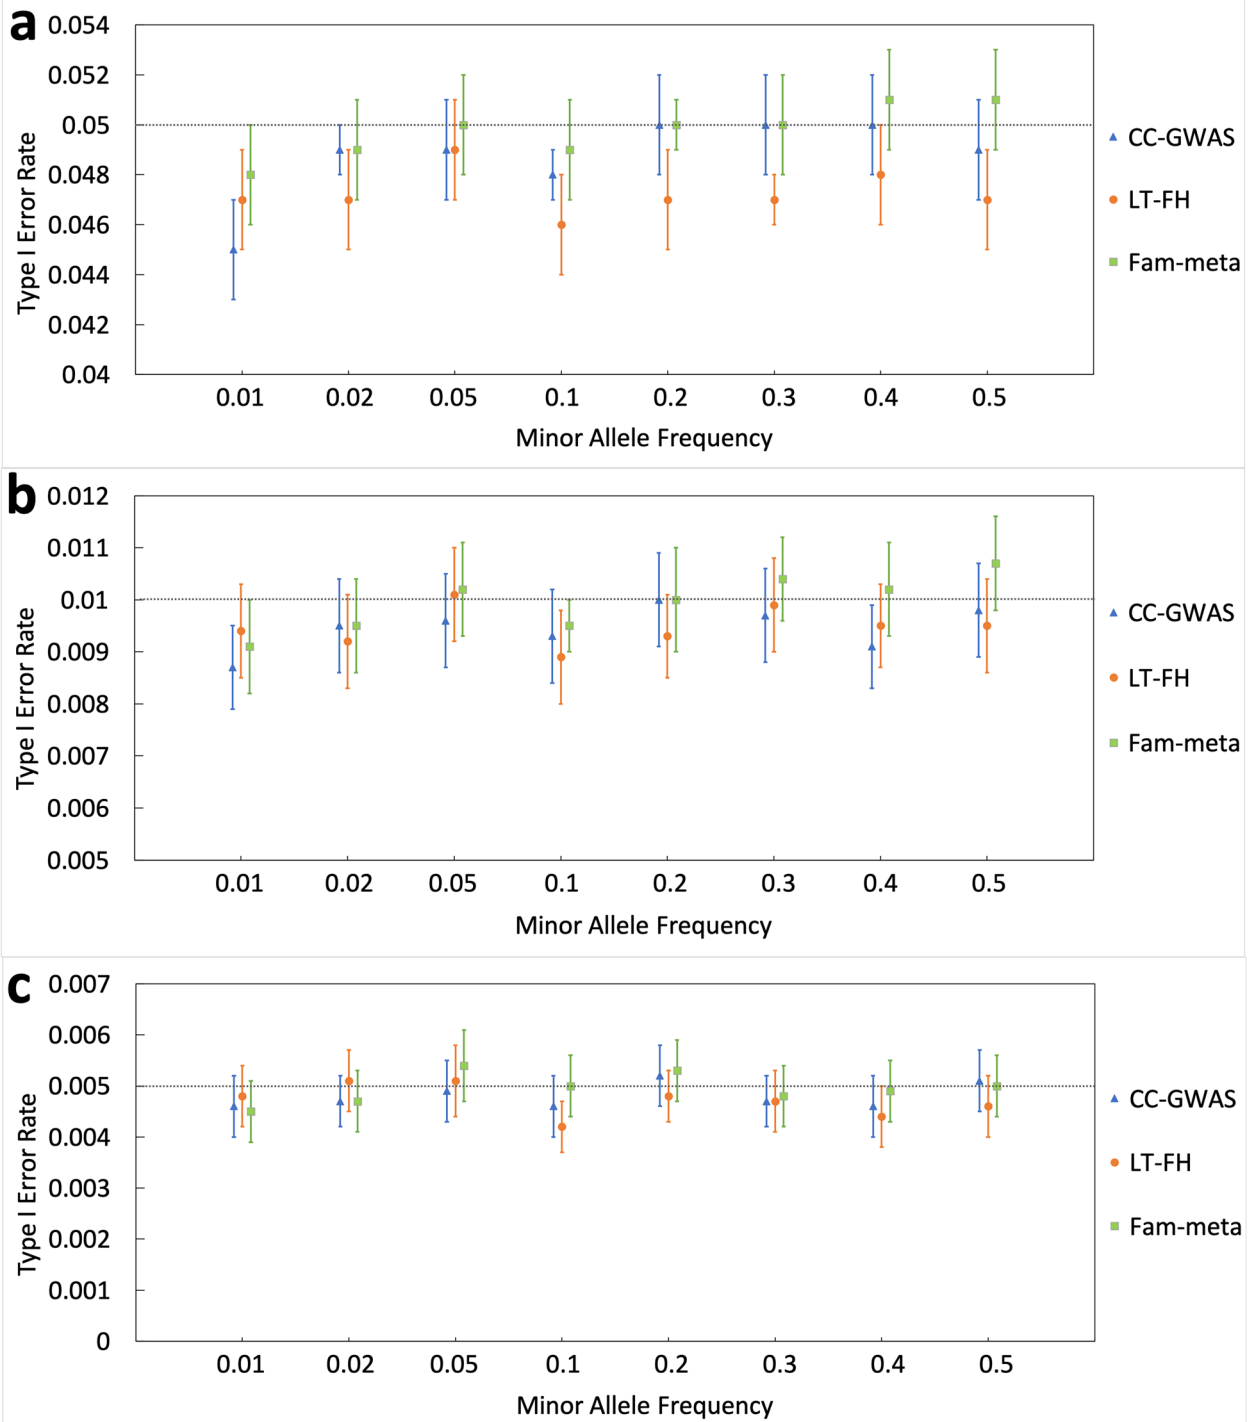 a
0.054
0.052
0.05
0.048
0.046
0.044
0.042
0.04
Type I Error Rate
0.01 0.02 0.05 0.1 0.2 0.3 0.4 0.5
Minor Allele Frequency
CC-GWAS
LT-FH
Fam-meta
b
0.012
0.011
0.01
0.009
0.008
0.007
0.006
0.005
Type I Error Rate
0.01 0.02 0.05 0.1 0.2 0.3 0.4 0.5
Minor Allele Frequency
CC-GWAS
LT-FH
Fam-meta
c
0.007
0.006
0.005
0.004
0.003
0.002
0.001
0
Type I Error Rate
0.01 0.02 0.05 0.1 0.2 0.3 0.4 0.5
Minor Allele Frequency
CC-GWAS
LT-FH
Fam-meta